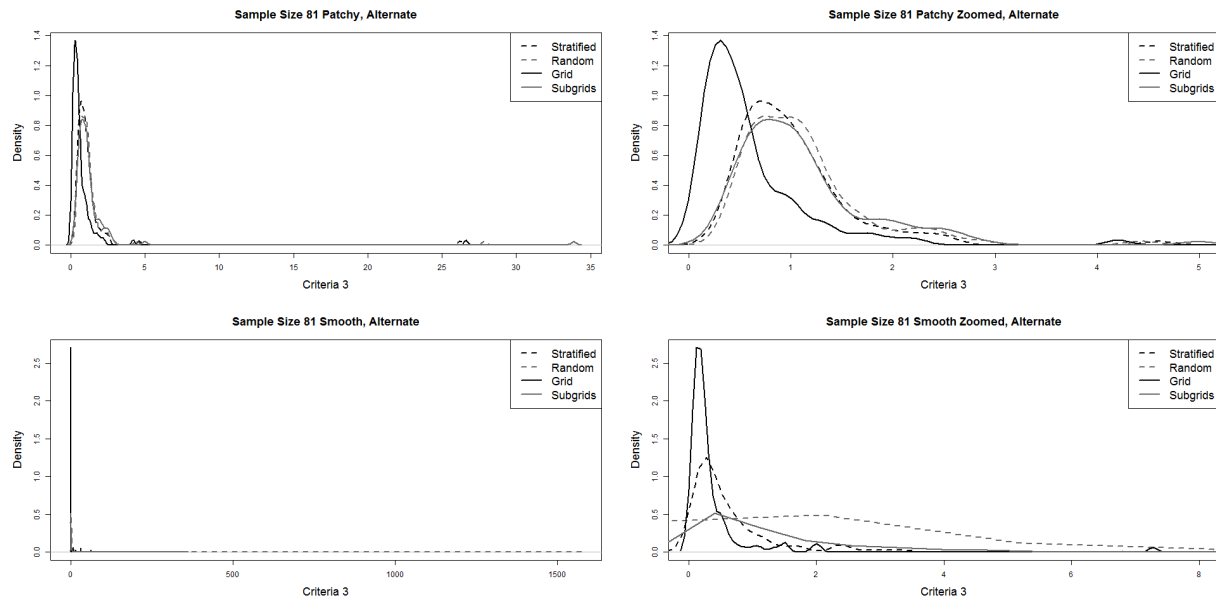 Sample Size 81 Patchy, Alternate
Density
0.0 0.2 0.4 0.6 0.8 1.0 1.2 1.4
Stratified
Random
Grid
Subgrids
0 5 10 15 20 25 30 35
Criteria 3
Sample Size 81 Patchy Zoomed, Alternate
Density
0.0 0.2 0.4 0.6 0.8 1.0 1.2 1.4
Stratified
Random
Grid
Subgrids
0 1 2 3 4 5
Criteria 3
Sample Size 81 Smooth, Alternate
Density
0.0 0.5 1.0 1.5 2.0 2.5
Stratified
Random
Grid
Subgrids
0 500 1000 1500
Criteria 3
Sample Size 81 Smooth Zoomed, Alternate
Density
0.0 0.5 1.0 1.5 2.0 2.5
Stratified
Random
Grid
Subgrids
0 2 4 6 8
Criteria 3